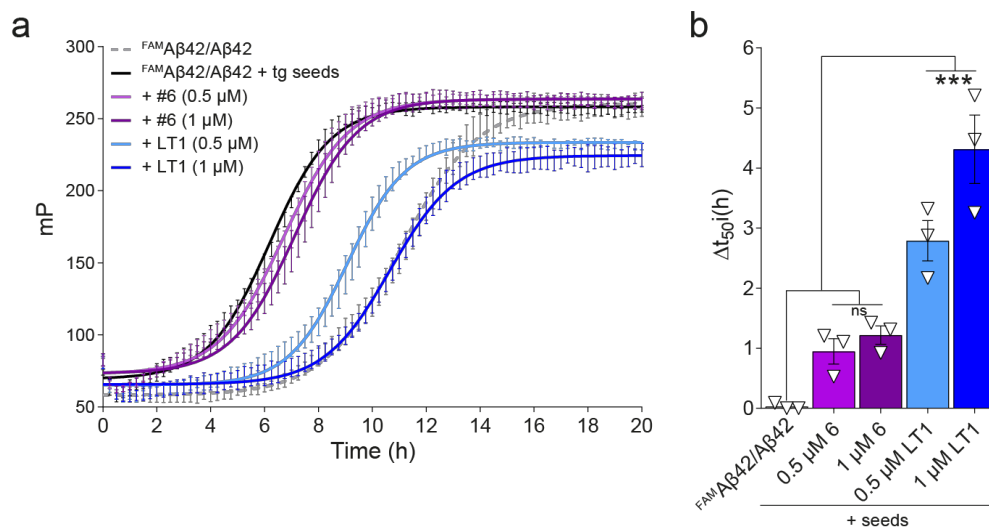 a
300
250
200
150
100
50
mP
FAMAβ42/Aβ42
FAMAβ42/Aβ42 + tg seeds
+ #6 (0.5 µM)
+ #6 (1 µM)
+ LT1 (0.5 µM)
+ LT1 (1 µM)
0 2 4 6 8 10 12 14 16 18 20
Time (h)
b
6
5
4
3
2
1
0
Δt50i(h)
***
ns
FAMAβ42/Aβ42
0.5 µM 6
1 µM 6
0.5 µM LT1
1 µM LT1
+ seeds